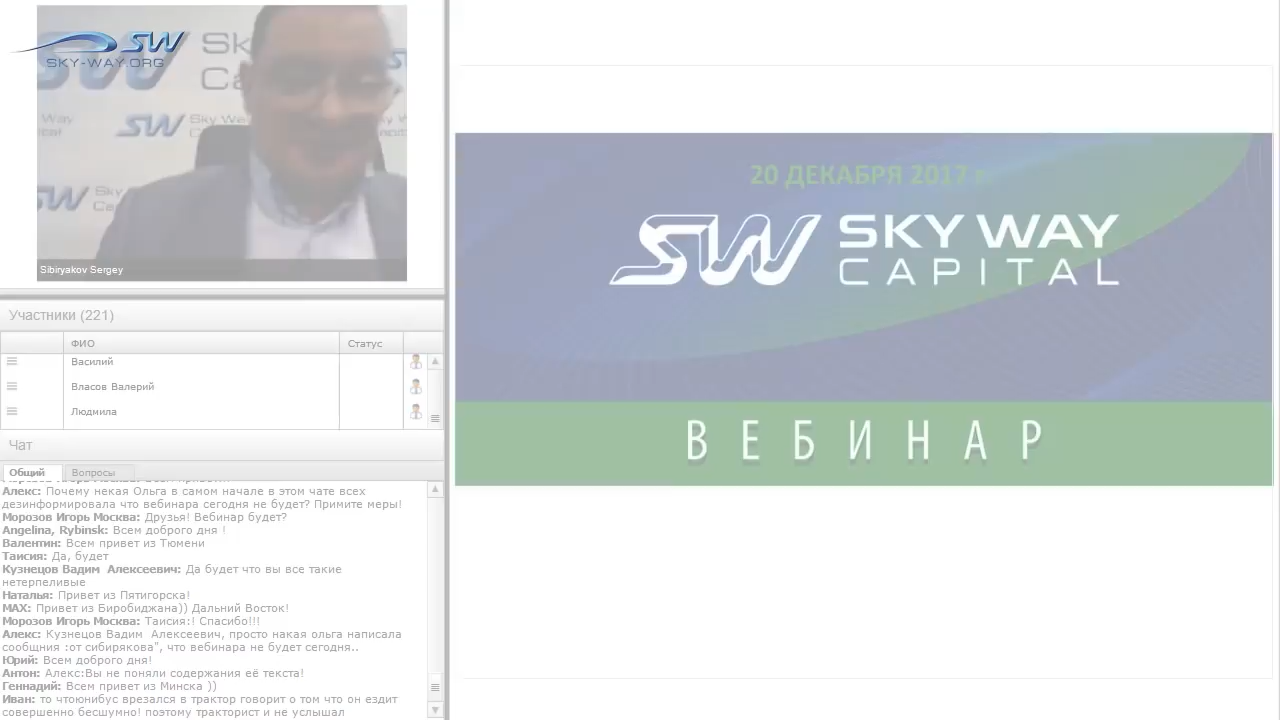 SW
SKY-WAY.ORG
Sibiryakov Sergey
Участники (221)
ФИО
Статус
Василий
Власов Валерий
Людмила
Чат
Общий
Вопросы
Алекс: Почему некая Ольга в самом начале в этом чате всех
дезинформировала что вебинара сегодня не будет? Примите меры!
Морозов Игорь Москва: Друзья! Вебинар будет?
Angelina, Rybinsk: Всем доброго дня !
Валентин: Всем привет из Тюмени
Таисия: Да, будет
Кузнецов Вадим Алексеевич: Да будет что вы все такие
нетерпеливые
Наталья: Привет из Пятигорска!
MAX: Привет из Биробиджана)) Дальний Восток!
Морозов Игорь Москва: Таисия:! Спасибо!!!
Алекс: Кузнецов Вадим Алексеевич, просто накая ольга написала
сообщния :от сибирякова", что вебинара не будет сегодня..
Юрий: Всем доброго дня!
Антон: Алекс:Вы не поняли содержания её текста!
Геннадий: Всем привет из Минска ))
Иван: то чтоюнибус врезался в трактор говорит о том что он ездит
совершенно бесшумно! поэтому тракторист и не услышал
20 ДЕКАБРЯ 2017 г.
SW SKY WAY
CAPITAL
ВЕБИНАР